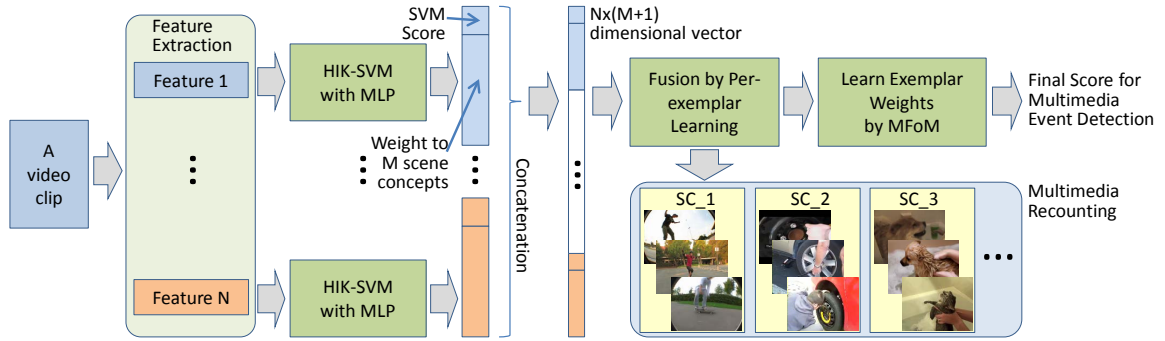 A
video
clip
Feature
Extraction
Feature 1
Feature N
HIK-SVM
with MLP
HIK-SVM
with MLP
SVM
Score
Weight to
M scene
concepts
Concatenation
Nx(M+1)
dimensional vector
Fusion by Per-
exemplar
Learning
Learn Exemplar
Weights
by MFoM
Final Score for
Multimedia
Event Detection
SC_1
SC_2
SC_3
Multimedia
Recounting